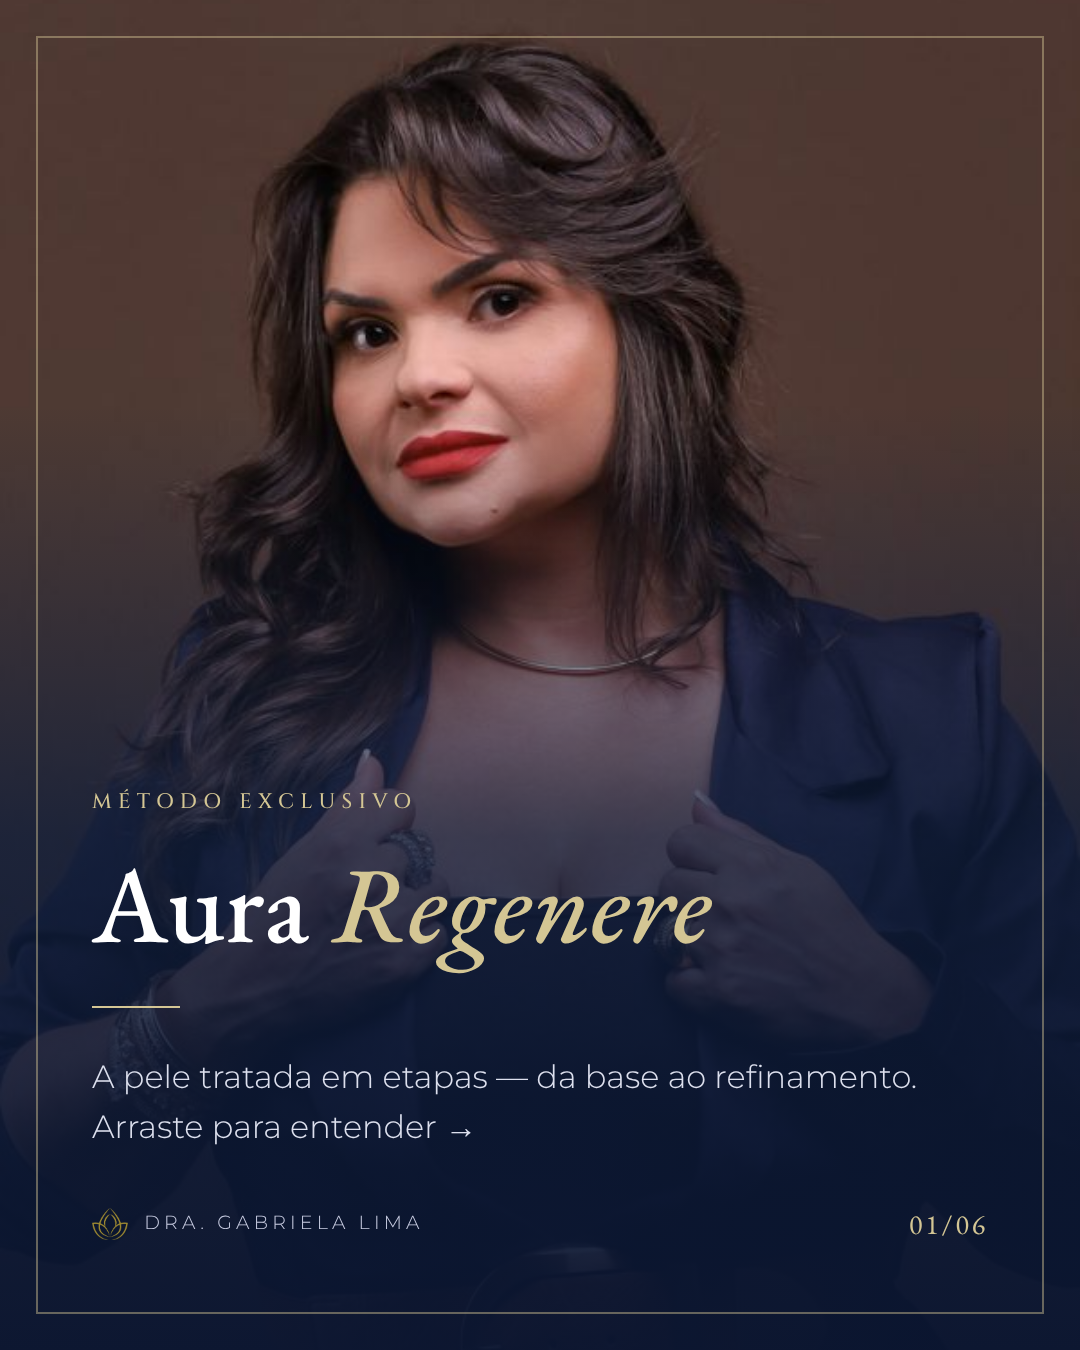 MÉTODO EXCLUSIVO
Aura Regenere
A pele tratada em etapas — da base ao refinamento.
Arraste para entender →
DRA. GABRIELA LIMA
01/06